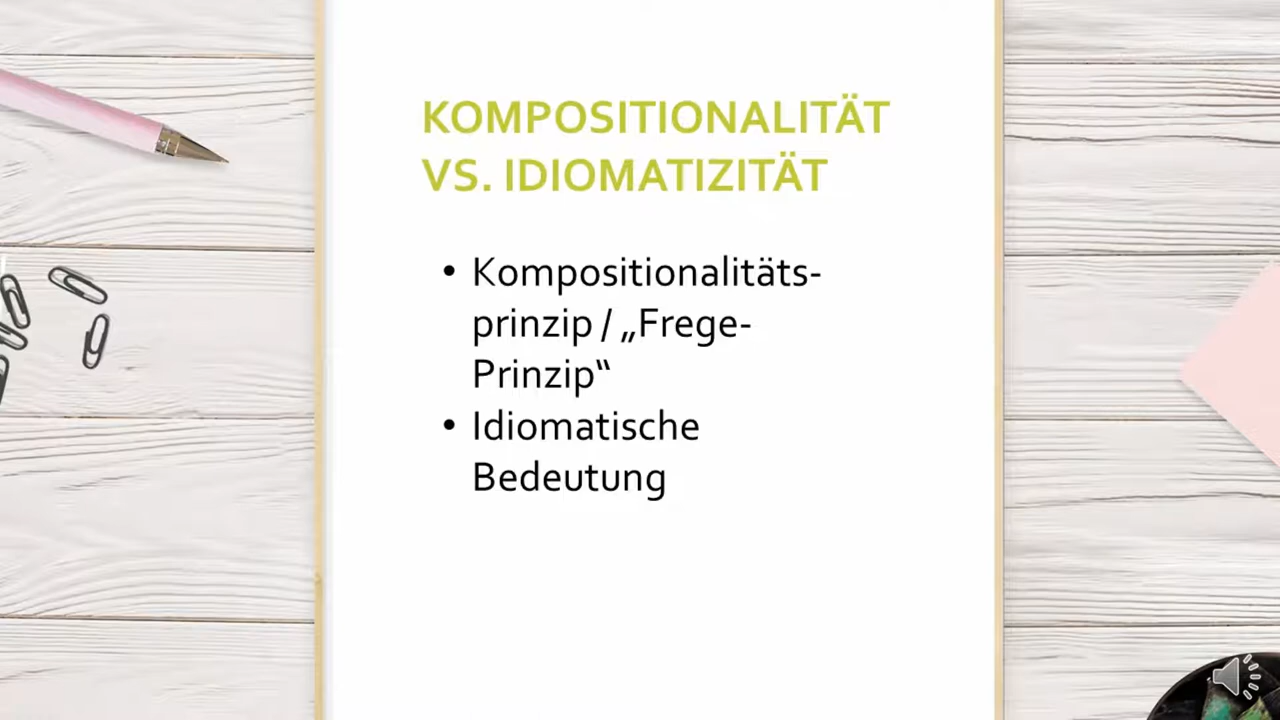 KOMPOSITIONALITÄT
VS. IDIOMATIZITÄT
• Kompositionalitäts-
prinzip / „Frege-
Prinzip“
• Idiomatische
Bedeutung